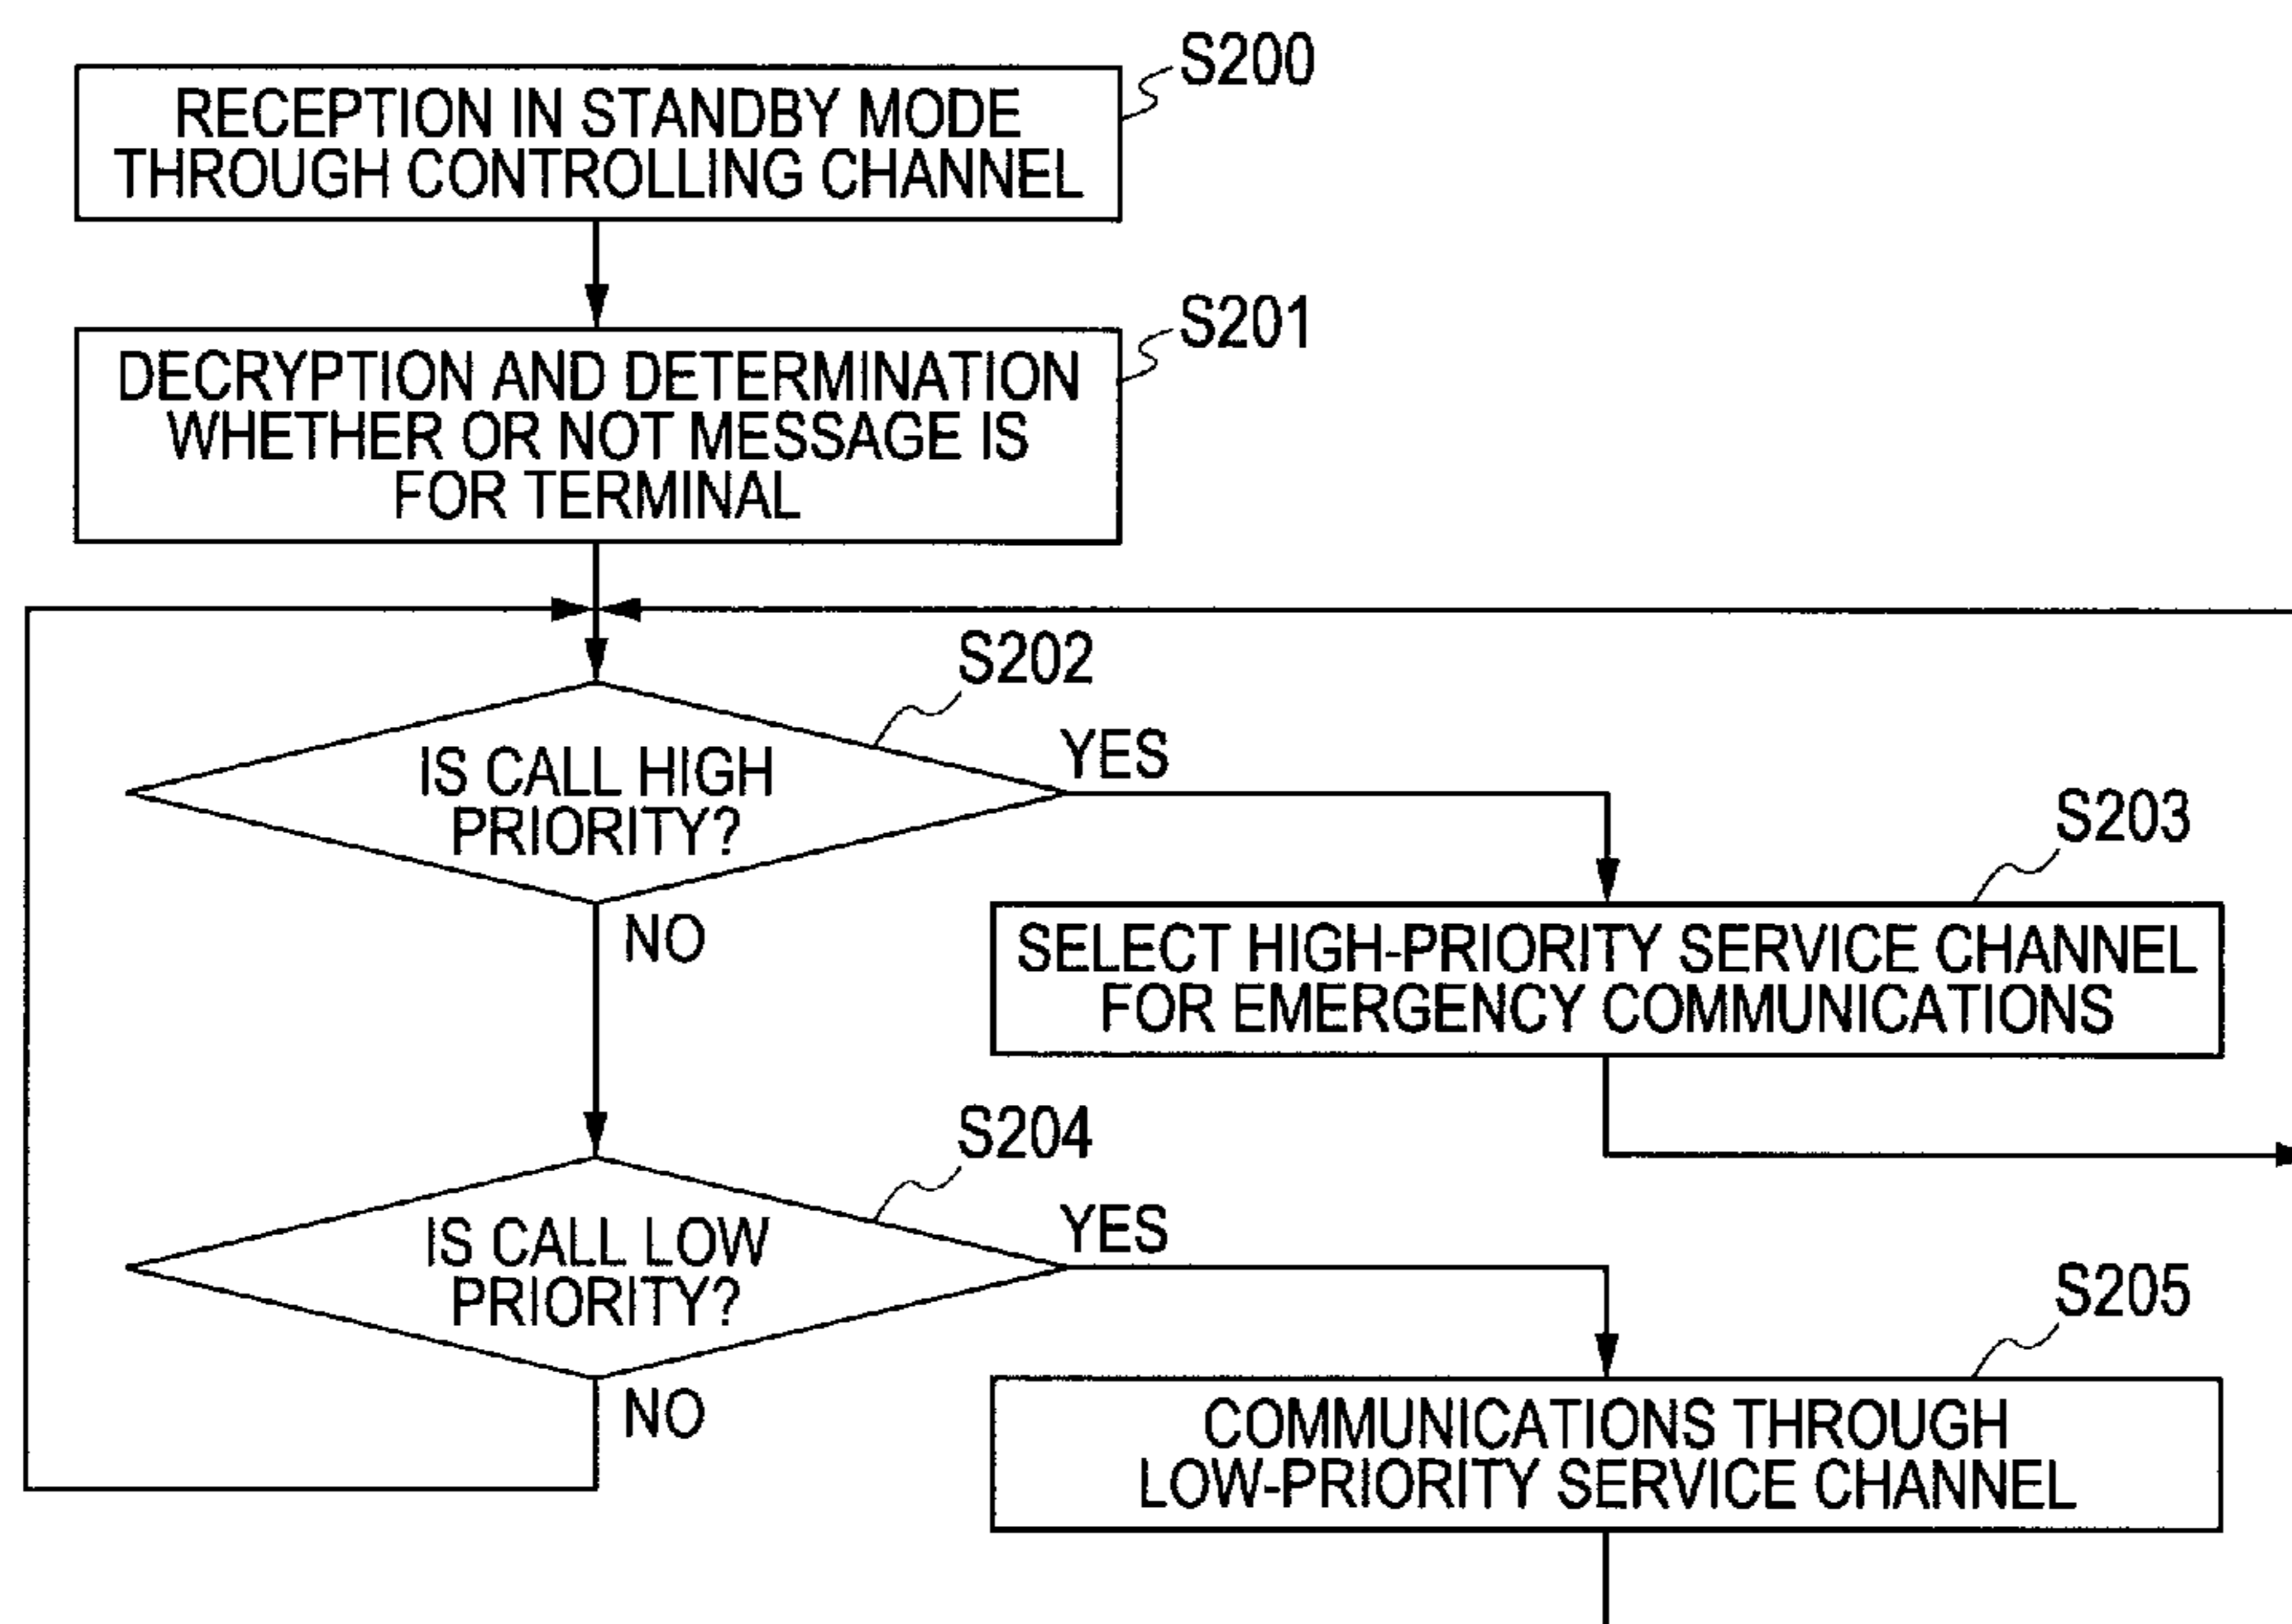 S200
RECEPTION IN STANDBY MODE
THROUGH CONTROLLING CHANNEL
S201
DECRYPTION AND DETERMINATION
WHETHER OR NOT MESSAGE IS
FOR TERMINAL
S202
IS CALL HIGH
PRIORITY?
YES
NO
S203
SELECT HIGH-PRIORITY SERVICE CHANNEL
FOR EMERGENCY COMMUNICATIONS
S204
IS CALL LOW
PRIORITY?
YES
NO
S205
COMMUNICATIONS THROUGH
LOW-PRIORITY SERVICE CHANNEL